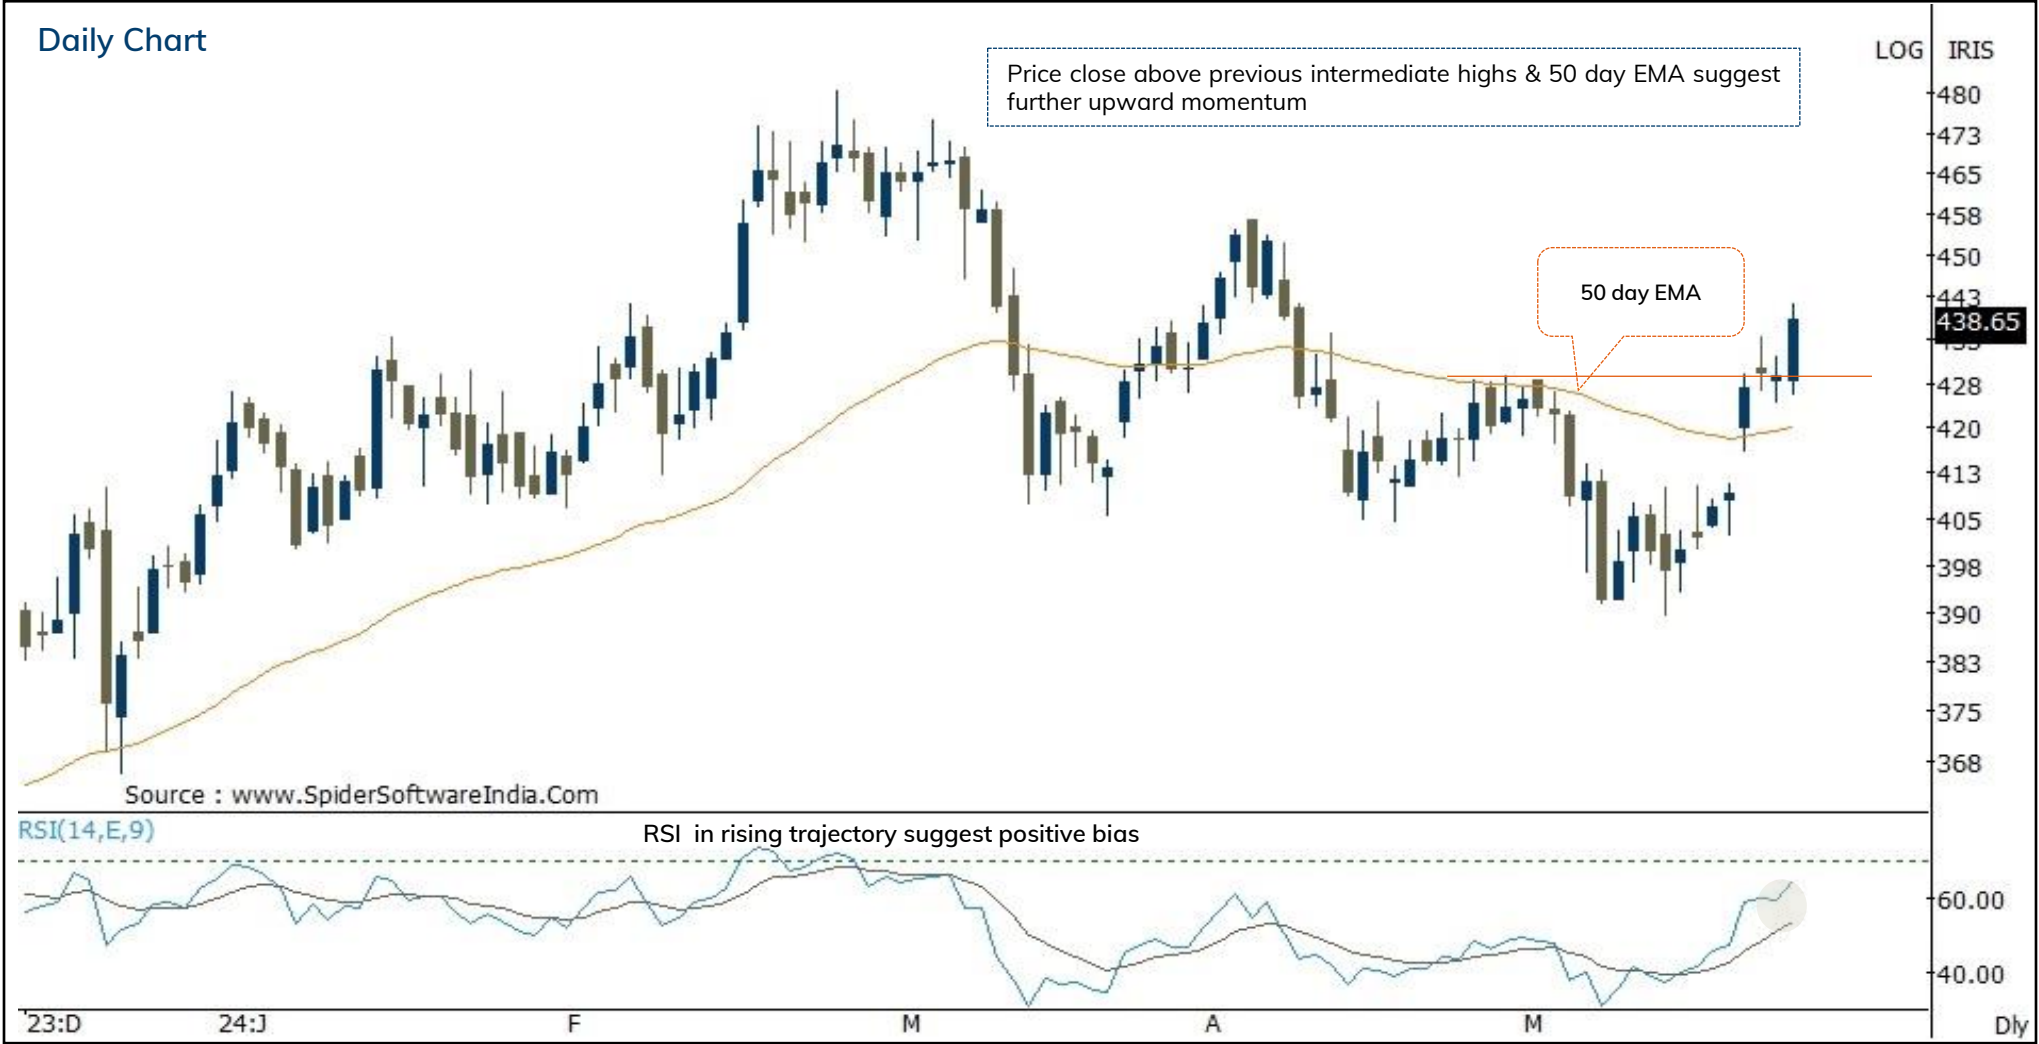 Daily Chart
Price close above previous intermediate highs & 50 day EMA suggest
further upward momentum
LOG IRIS
480
473
465
458
450
443
438.65
435
428
420
413
405
398
390
383
375
368
50 day EMA
Source : www.SpiderSoftwareIndia.Com
RSI(14,E,9)
RSI in rising trajectory suggest positive bias
60.00
40.00
23:D 24:J F M A M Dly